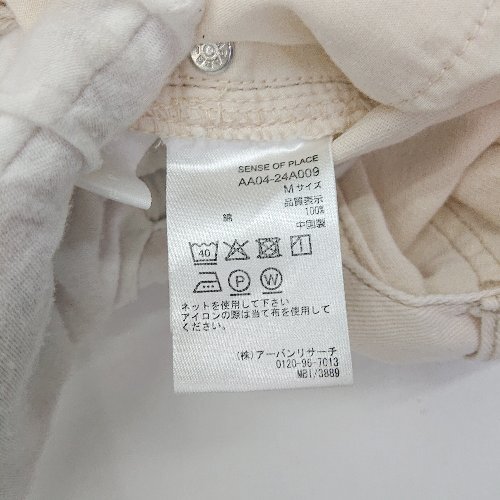 SENSE OF PLACE
AA04-24A009
M サイズ
品質表示
綿 100%
中国製
40
P W
ネットを使用して下さい
アイロンの際は当て布を使用して
ください。
(株)アーバンリサーチ
0120-96-7013
MBI/3889